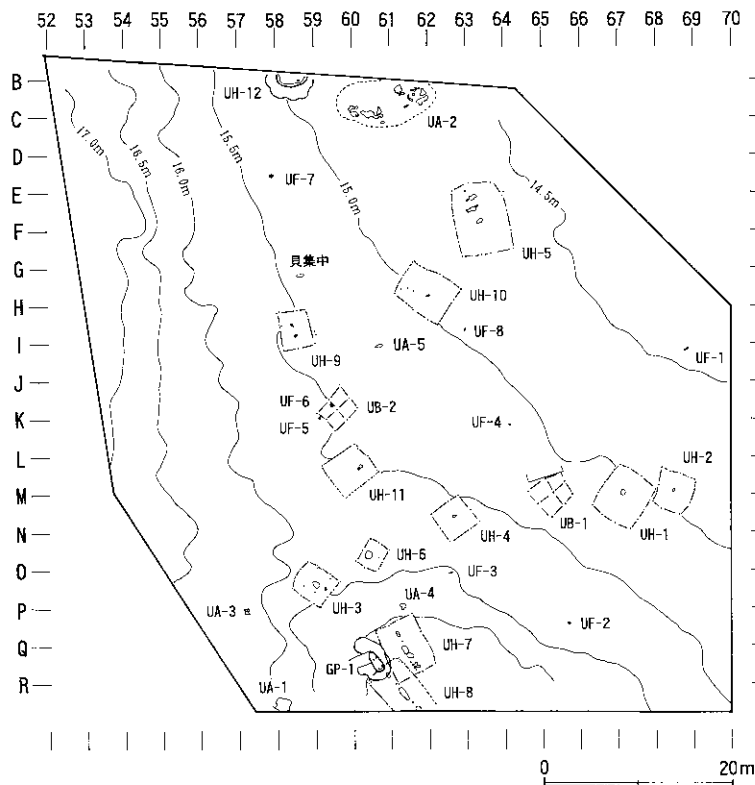 52 53 54 55 56 57 58 59 60 61 62 63 64 65 66 67 68 69 70
B
UH-12
C
UA-2
17.0m
16.5m
16.0m
15.5m
15.0m
14.5m
D
UF-7
E
F
UH-5
G
貝集中
UH-10
H
UF-8
I
UH-9
UA-5
UF-1
J
UF-6
UB-2
K
UF-5
UF-4
L
UH-2
UH-11
M
UB-1
UH-1
UH-4
N
UH-6
O
UF-3
UH-3
UA-4
P
UA-3
UF-2
Q
UH-7
GP-1
R
UA-1
UH-8
0 20m